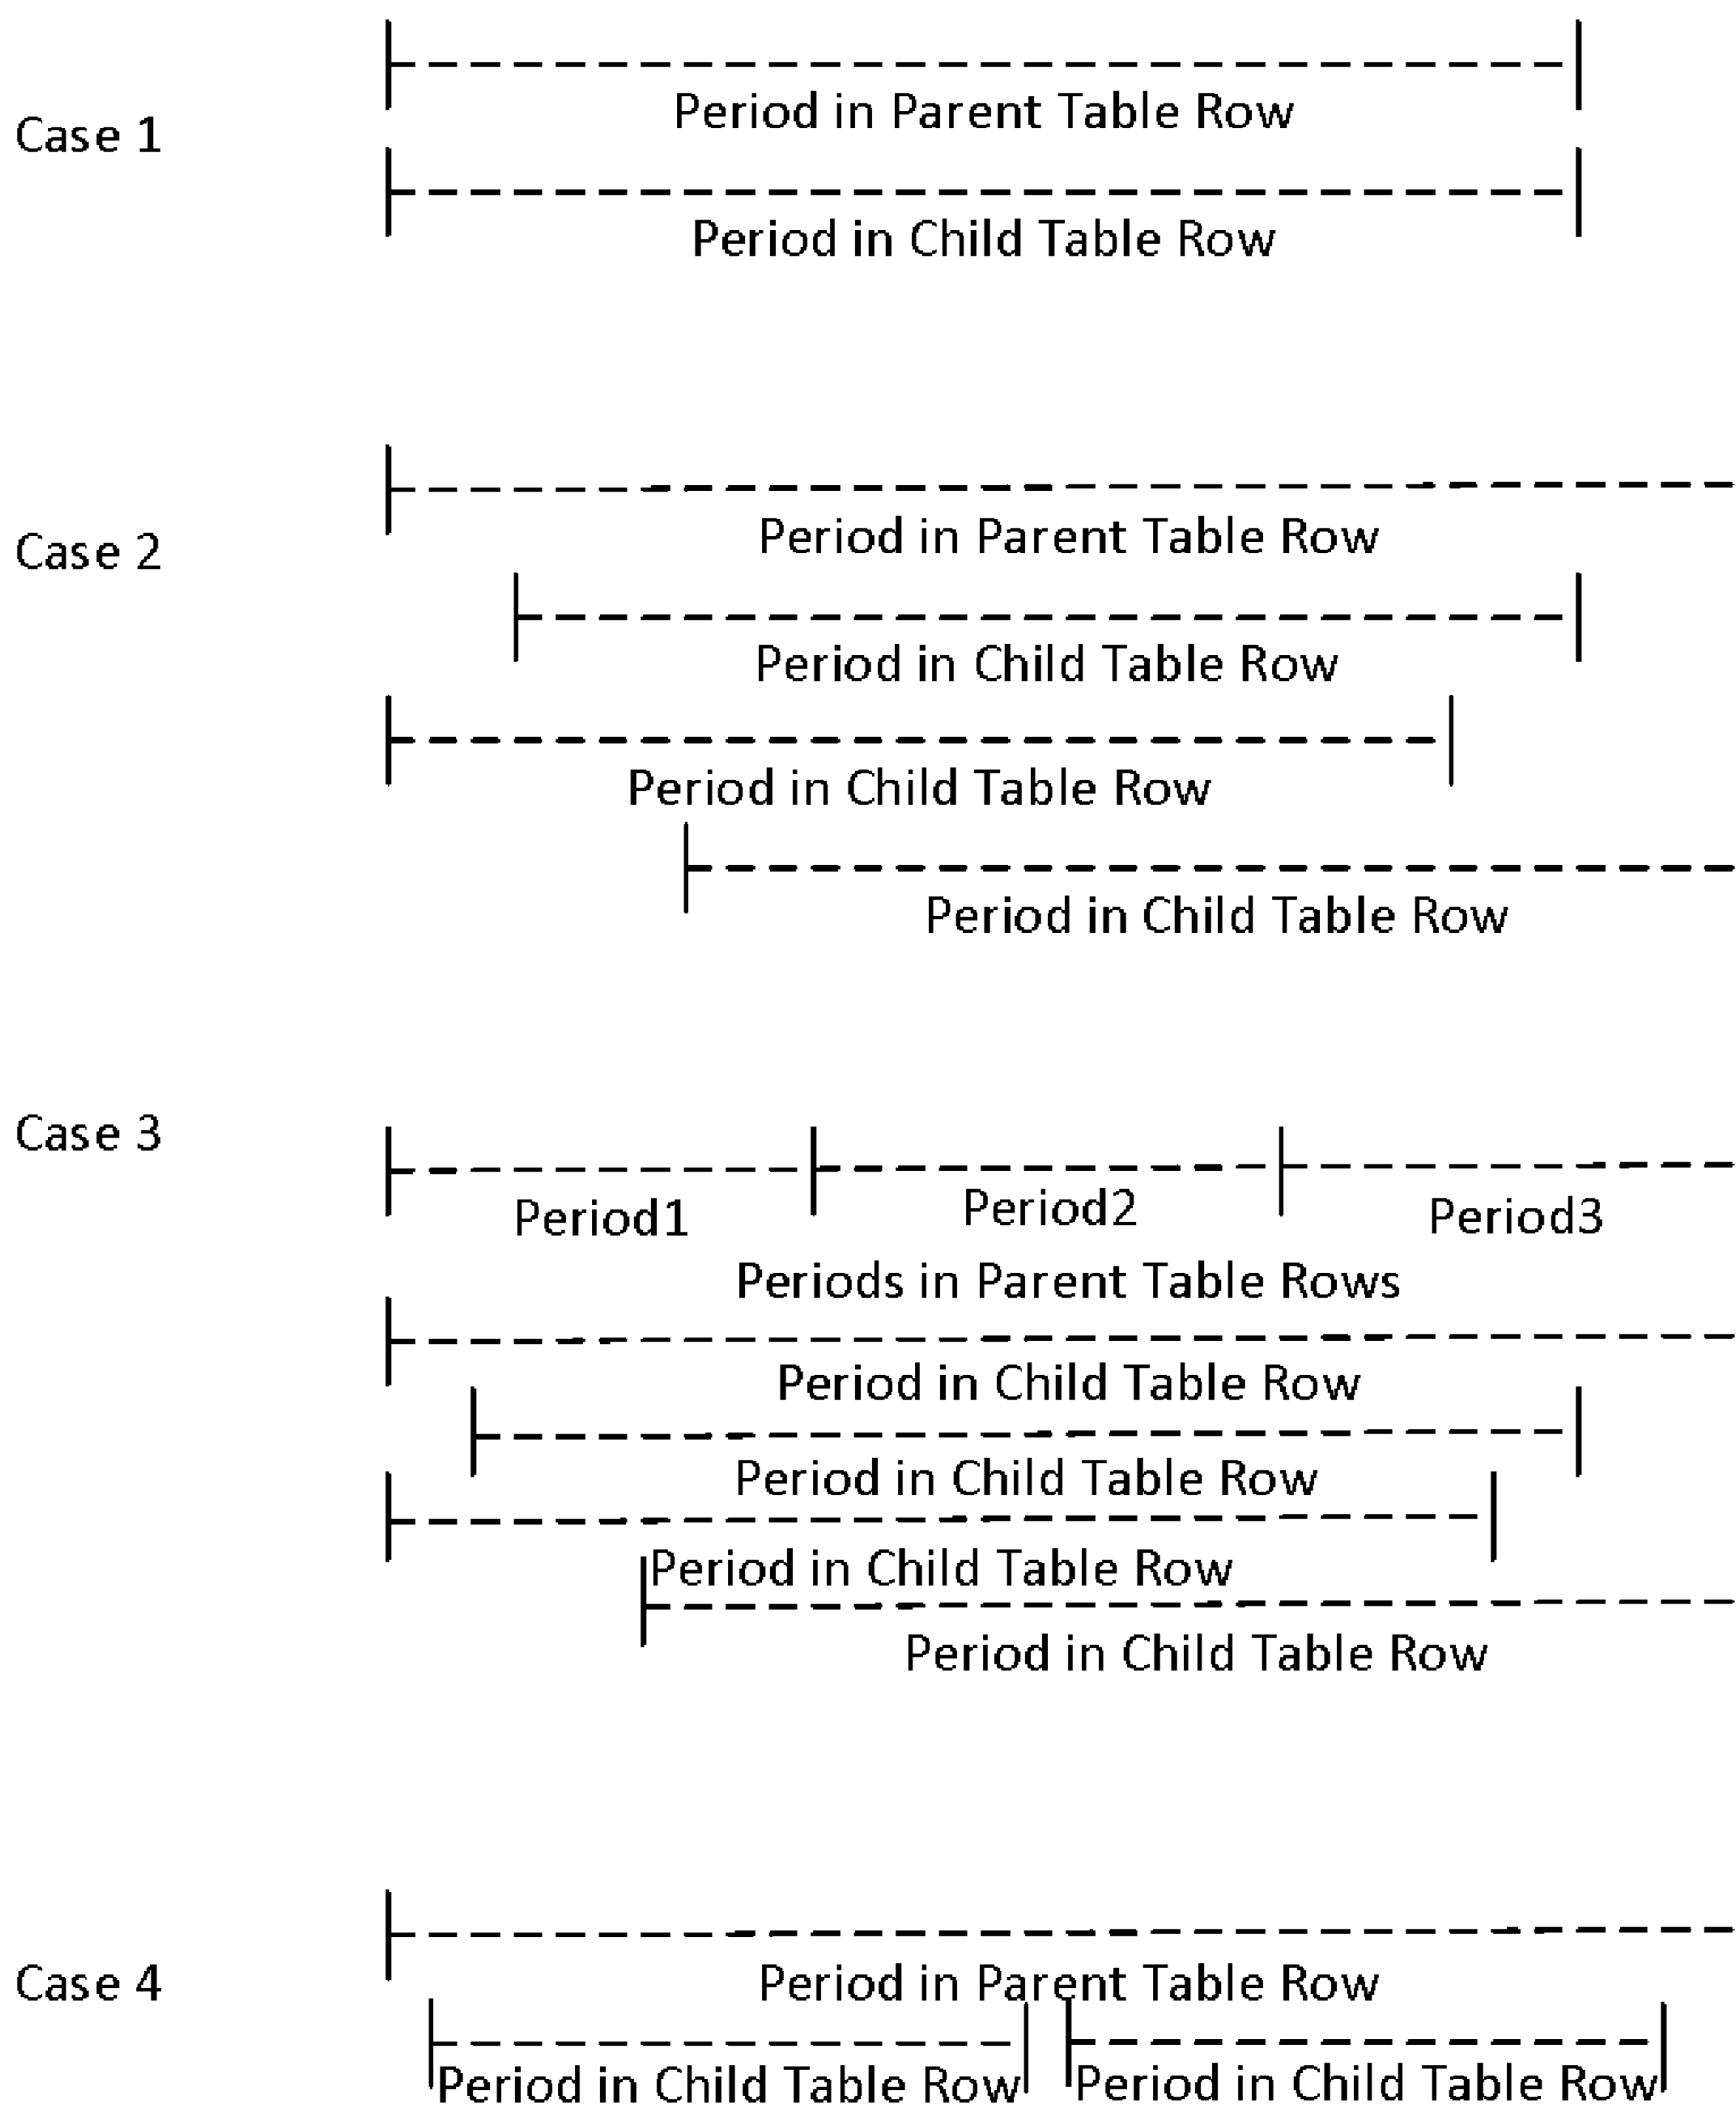 Period in Parent Table Row
Case 1
Period in Child Table Row
Period in Parent Table Row
Case 2
Period in Child Table Row
Period in Child Table Row
Period in Child Table Row
Case 3
Period1 Period2 Period3
Periods in Parent Table Rows
Period in Child Table Row
Period in Child Table Row
Period in Child Table Row
Period in Child Table Row
Case 4
Period in Parent Table Row
Period in Child Table Row Period in Child Table Row